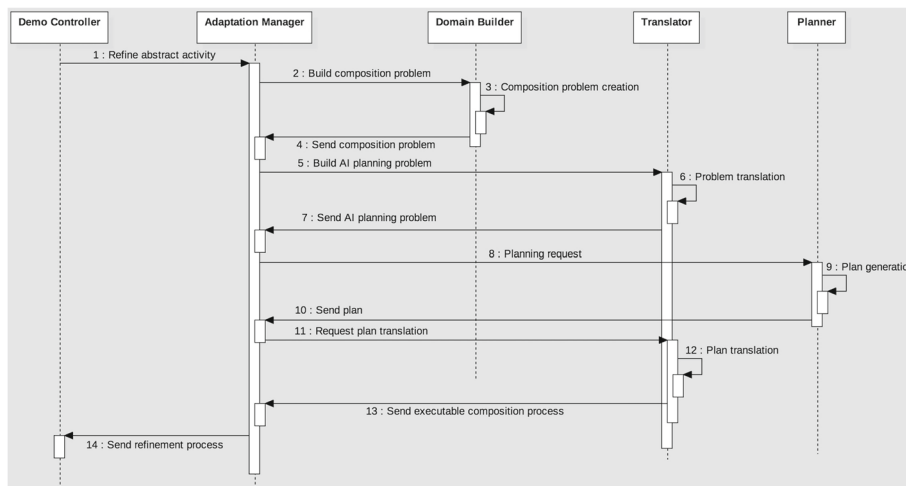 Demo Controller
Adaptation Manager
Domain Builder
Translator
Planner
1 : Refine abstract activity
2 : Build composition problem
3 : Composition problem creation
4 : Send composition problem
5 : Build AI planning problem
6 : Problem translation
7 : Send AI planning problem
8 : Planning request
9 : Plan generatio
10 : Send plan
11 : Request plan translation
12 : Plan translation
13 : Send executable composition process
14 : Send refinement process